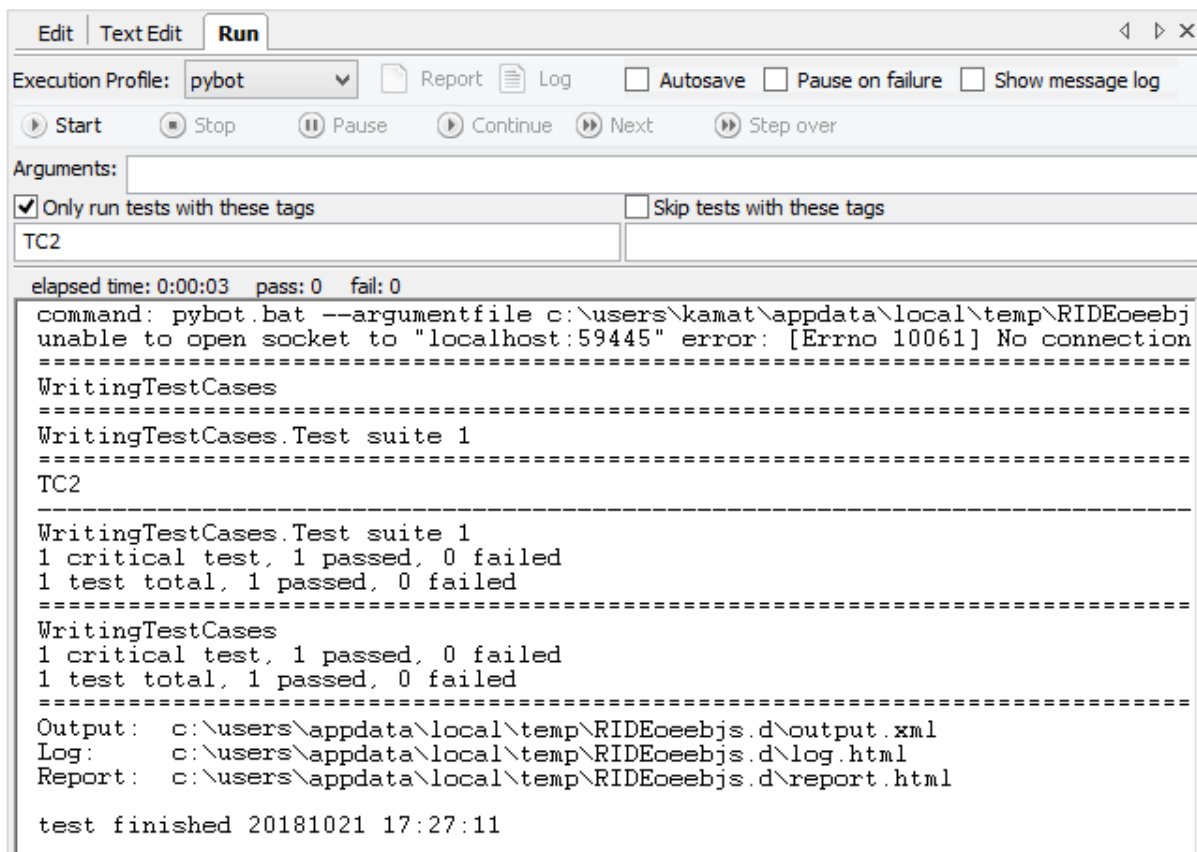 Edit Text Edit Run
Execution Profile: pybot Report Log Autosave Pause on failure Show message log
Start Stop Pause Continue Next Step over
Arguments:
Only run tests with these tags Skip tests with these tags
TC2
elapsed time: 0:00:03 pass: 0 fail: 0
command: pybot.bat --argumentfile c:\users\kamat\appdata\local\temp\RIDEoeebj
unable to open socket to "localhost:59445" error: [Errno 10061] No connection
==============================================================================
WritingTestCases
==============================================================================
WritingTestCases.Test suite 1
==============================================================================
TC2
------------------------------------------------------------------------------
WritingTestCases.Test suite 1
1 critical test, 1 passed, 0 failed
1 test total, 1 passed, 0 failed
==============================================================================
WritingTestCases
1 critical test, 1 passed, 0 failed
1 test total, 1 passed, 0 failed
==============================================================================
Output: c:\users\appdata\local\temp\RIDEoeebjs.d\output.xml
Log: c:\users\appdata\local\temp\RIDEoeebjs.d\log.html
Report: c:\users\appdata\local\temp\RIDEoeebjs.d\report.html
test finished 20181021 17:27:11